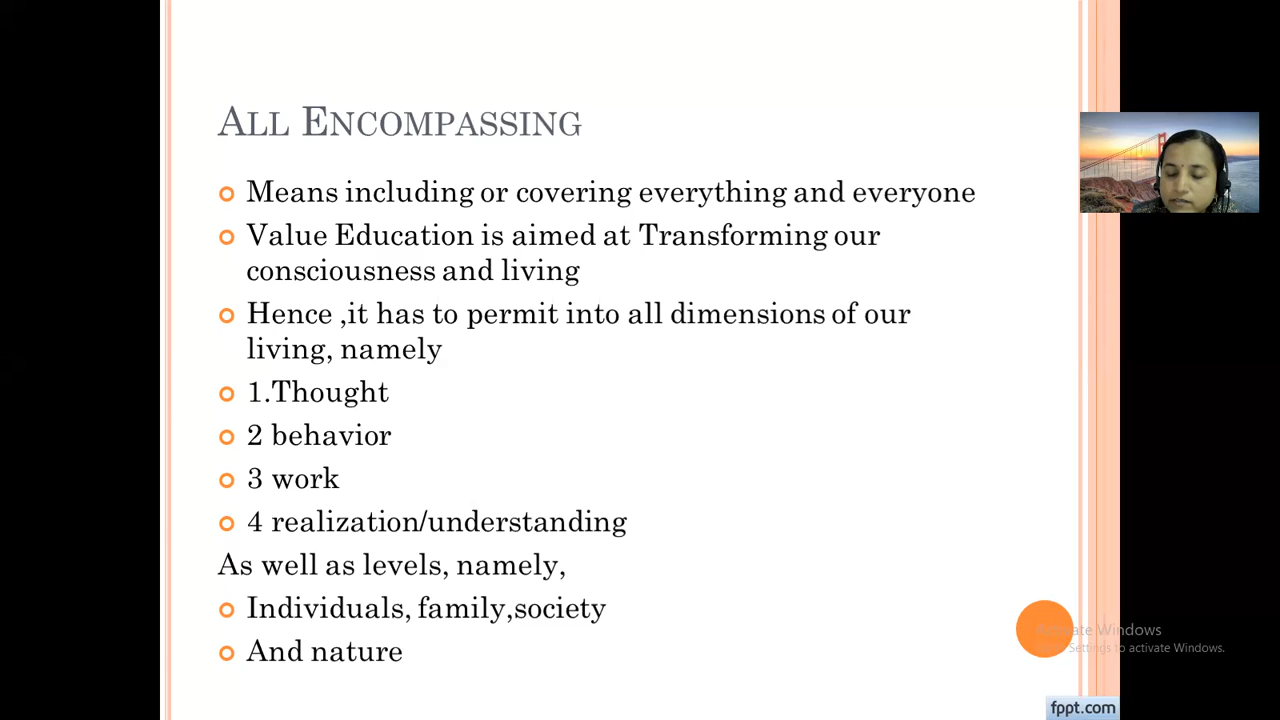 ALL ENCOMPASSING
Means including or covering everything and everyone
Value Education is aimed at Transforming our
consciousness and living
Hence ,it has to permit into all dimensions of our
living, namely
1.Thought
2 behavior
3 work
4 realization/understanding
As well as levels, namely,
Individuals, family,society
And nature
Activate Windows
Settings to activate Windows.
fppt.com